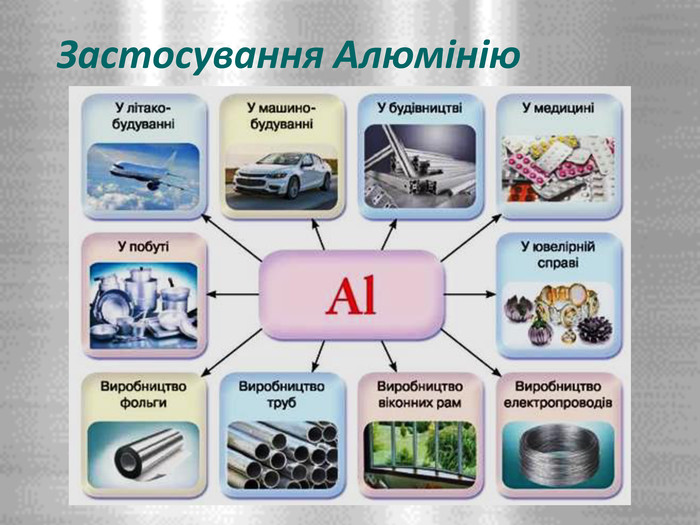 Застосування Алюмінію
У літако-
будуванні
У машино-
будуванні
У будівництві
У медицині
У побуті
Al
У ювелірній
справі
Виробництво
фольги
Виробництво
труб
Виробництво
віконних рам
Виробництво
електропроводів